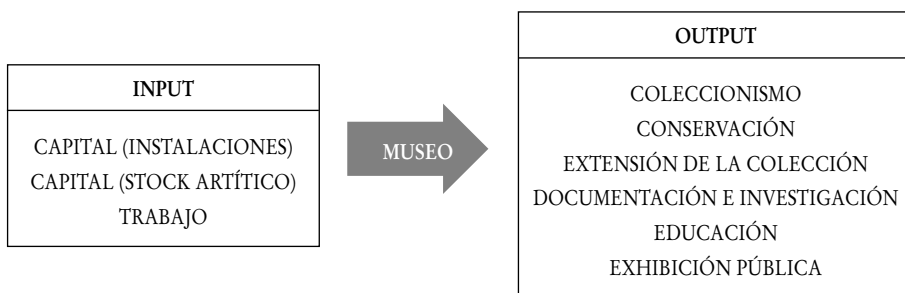 INPUT
CAPITAL (INSTALACIONES)
CAPITAL (STOCK ARTÍTICO)
TRABAJO
MUSEO
OUTPUT
COLECCIONISMO
CONSERVACIÓN
EXTENSIÓN DE LA COLECCIÓN
DOCUMENTACIÓN E INVESTIGACIÓN
EDUCACIÓN
EXHIBICIÓN PÚBLICA